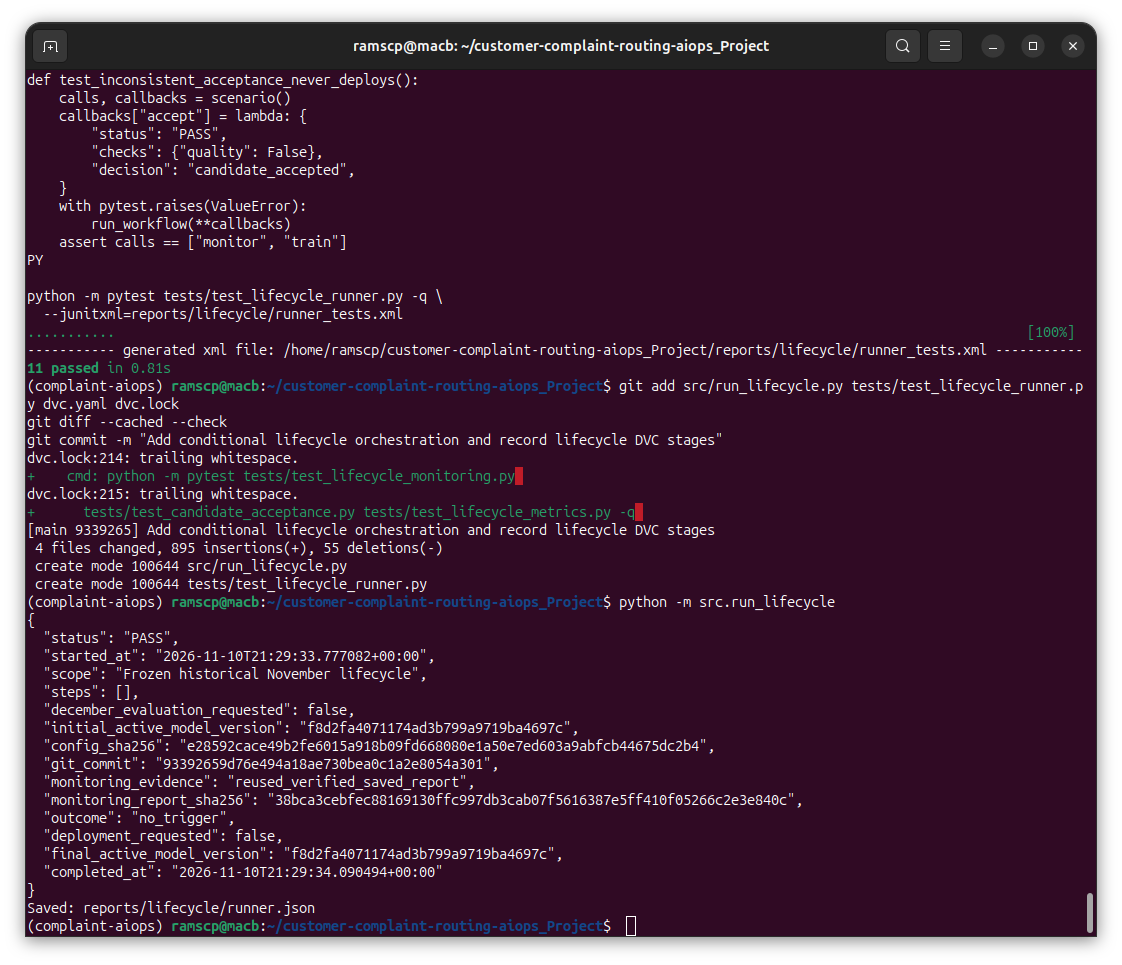 ramscp@macb: ~/customer-complaint-routing-aiops_Project
def test_inconsistent_acceptance_never_deploys():
    calls, callbacks = scenario()
    callbacks["accept"] = lambda: {
        "status": "PASS",
        "checks": {"quality": False},
        "decision": "candidate_accepted",
    }
    with pytest.raises(ValueError):
        run_workflow(**callbacks)
    assert calls == ["monitor", "train"]
PY

python -m pytest tests/test_lifecycle_runner.py -q \
  --junitxml=reports/lifecycle/runner_tests.xml
...........                                                                                                                 [100%]
----------- generated xml file: /home/ramscp/customer-complaint-routing-aiops_Project/reports/lifecycle/runner_tests.xml -----------
11 passed in 0.81s
(complaint-aiops) ramscp@macb:~/customer-complaint-routing-aiops_Project$ git add src/run_lifecycle.py tests/test_lifecycle_runner.p
y dvc.yaml dvc.lock
git diff --cached --check
git commit -m "Add conditional lifecycle orchestration and record lifecycle DVC stages"
dvc.lock:214: trailing whitespace.
+    cmd: python -m pytest tests/test_lifecycle_monitoring.py
dvc.lock:215: trailing whitespace.
+      tests/test_candidate_acceptance.py tests/test_lifecycle_metrics.py -q
[main 9339265] Add conditional lifecycle orchestration and record lifecycle DVC stages
 4 files changed, 895 insertions(+), 55 deletions(-)
 create mode 100644 src/run_lifecycle.py
 create mode 100644 tests/test_lifecycle_runner.py
(complaint-aiops) ramscp@macb:~/customer-complaint-routing-aiops_Project$ python -m src.run_lifecycle
{
  "status": "PASS",
  "started_at": "2026-11-10T21:29:33.777082+00:00",
  "scope": "Frozen historical November lifecycle",
  "steps": [],
  "december_evaluation_requested": false,
  "initial_active_model_version": "f8d2fa4071174ad3b799a9719ba4697c",
  "config_sha256": "e28592cace49b2fe6015a918b09fd668080e1a50e7ed603a9abfcb44675dc2b4",
  "git_commit": "93392659d76e494a18ae730bea0c1a2e8054a301",
  "monitoring_evidence": "reused_verified_saved_report",
  "monitoring_report_sha256": "38bca3cebfec88169130ffc997db3cab07f5616387e5ff410f05266c2e3e840c",
  "outcome": "no_trigger",
  "deployment_requested": false,
  "final_active_model_version": "f8d2fa4071174ad3b799a9719ba4697c",
  "completed_at": "2026-11-10T21:29:34.090494+00:00"
}
Saved: reports/lifecycle/runner.json
(complaint-aiops) ramscp@macb:~/customer-complaint-routing-aiops_Project$